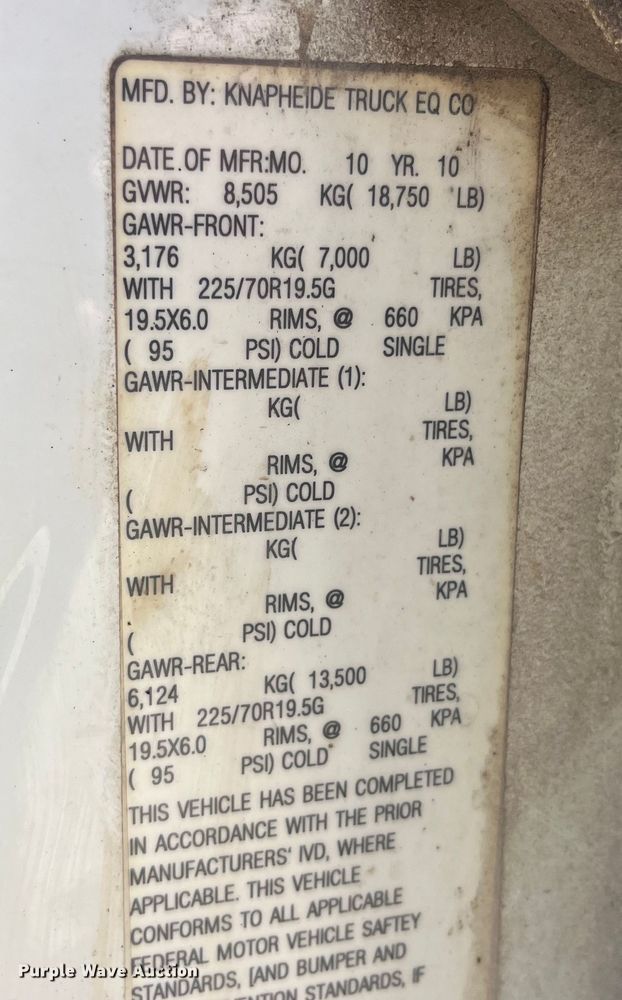 MFD. BY: KNAPHEIDE TRUCK EQ CO
DATE.OF MFR:MO. 10 YR. 10
GVWR: 8,505 KG( 18,750 LB)
GAWR-FRONT:
3,176 KG( 7,000 LB)
WITH 225/70R19.5G TIRES,
19.5X6.0 RIMS, @ 660 KPA
( 95 PSI) COLD SINGLE
GAWR-INTERMEDIATE (1):
KG( LB)
WITH TIRES,
RIMS, @ KPA
( PSI) COLD
GAWR-INTERMEDIATE (2):
KG( LB)
WITH TIRES,
RIMS, @ KPA
( PSI) COLD
GAWR-REAR:
6,124 KG( 13,500 LB)
WITH 225/70R19.5G TIRES,
19.5X6.0 RIMS, @ 660 KPA
( 95 PSI) COLD SINGLE
THIS VEHICLE HAS BEEN COMPLETED
IN ACCORDANCE WITH THE PRIOR
MANUFACTURERS' IVD, WHERE
APPLICABLE. THIS VEHICLE
CONFORMS TO ALL APPLICABLE
FEDERAL MOTOR VEHICLE SAFTEY
STANDARDS, [AND BUMPER AND
STANDARDS, IF
Purple Wave Auction